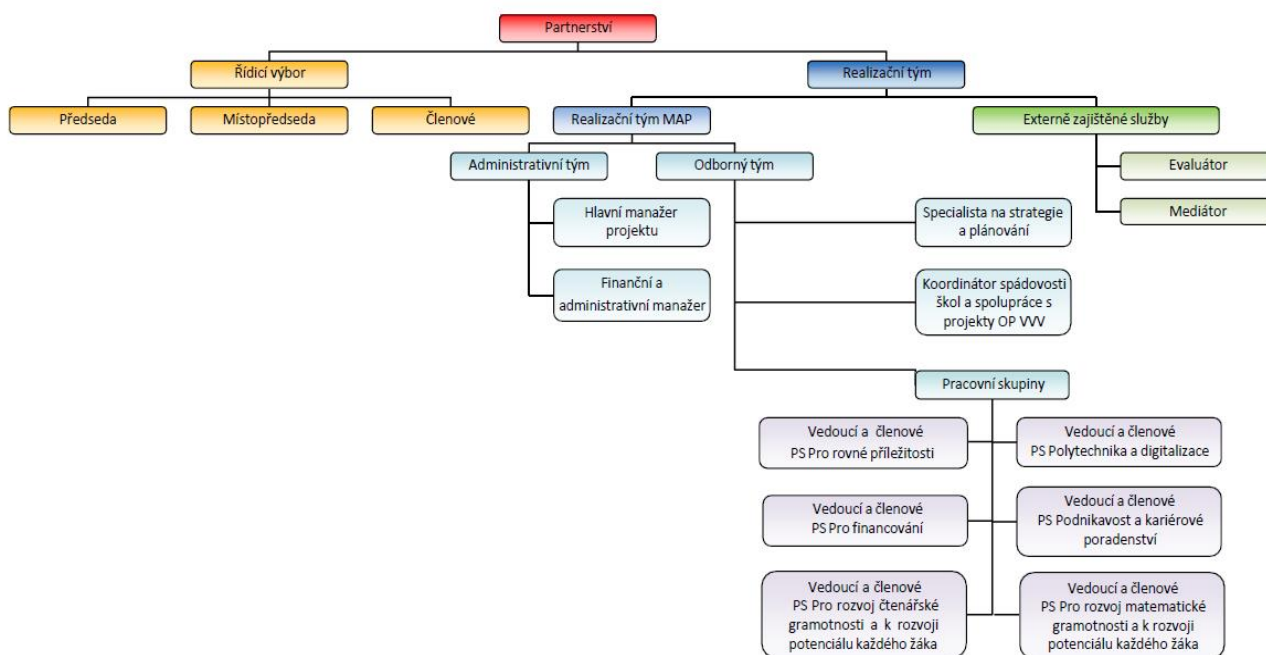 Partnerství
Řídicí výbor
Realizační tým
Předseda
Místopředseda
Členové
Realizační tým MAP
Externě zajištěné služby
Administrativní tým
Odborný tým
Evaluátor
Mediátor
Hlavní manažer
projektu
Specialista na strategie
a plánování
Finanční a
administrativní manažer
Koordinátor spádovosti
škol a spolupráce s
projekty OP VVV
Pracovní skupiny
Vedoucí a členové
PS Pro rovné příležitosti
Vedoucí a členové
PS Polytechnika a digitalizace
Vedoucí a členové
PS Pro financování
Vedoucí a členové
PS Podnikavost a kariérové
poradenství
Vedoucí a členové
PS Pro rozvoj čtenářské
gramotnosti a k rozvoji
potenciálu každého žáka
Vedoucí a členové
PS Pro rozvoj matematické
gramotnosti a k rozvoji
potenciálu každého žáka